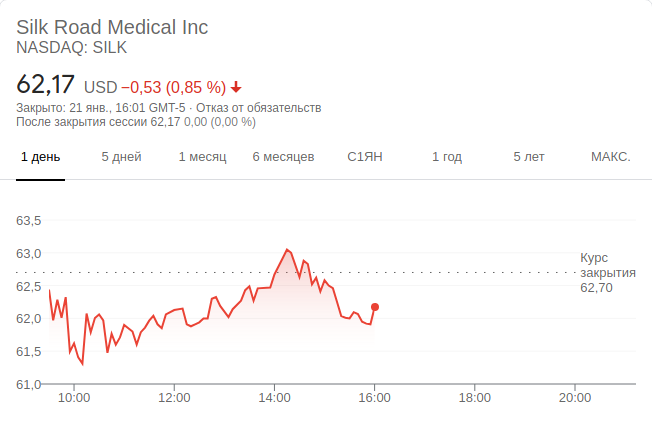 Silk Road Medical Inc
NASDAQ: SILK
62,17 USD −0,53 (0,85 %)
Закрыто: 21 янв., 16:01 GMT-5 · Отказ от обязательств
После закрытия сессии 62,17 0,00 (0,00 %)
1 день 5 дней 1 месяц 6 месяцев С1ЯН 1 год 5 лет МАКС.
63,5
63,0
Курс
закрытия
62,70
62,5
62,0
61,5
61,0
10:00 12:00 14:00 16:00 18:00 20:00